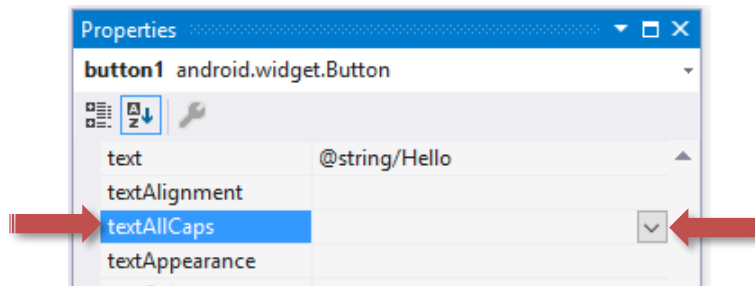 Properties
button1 android.widget.Button
A
Z
text @string/Hello
textAlignment
textAllCaps
textAppearance